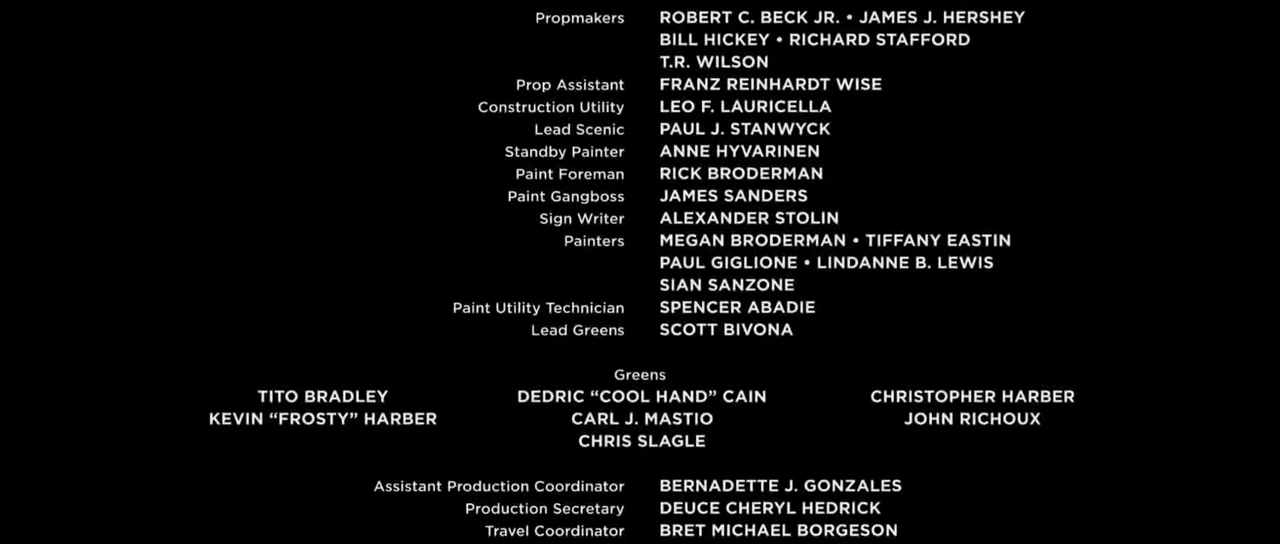 Propmakers ROBERT C. BECK JR. • JAMES J. HERSHEY
BILL HICKEY • RICHARD STAFFORD
T.R. WILSON
Prop Assistant FRANZ REINHARDT WISE
Construction Utility LEO F. LAURICELLA
Lead Scenic PAUL J. STANWYCK
Standby Painter ANNE HYVARINEN
Paint Foreman RICK BRODERMAN
Paint Gangboss JAMES SANDERS
Sign Writer ALEXANDER STOLIN
Painters MEGAN BRODERMAN • TIFFANY EASTIN
PAUL GIGLIONE • LINDANNE B. LEWIS
SIAN SANZONE
Paint Utility Technician SPENCER ABADIE
Lead Greens SCOTT BIVONA
Greens
TITO BRADLEY DEDRIC “COOL HAND” CAIN CHRISTOPHER HARBER
KEVIN “FROSTY” HARBER CARL J. MASTIO JOHN RICHOUX
CHRIS SLAGLE
Assistant Production Coordinator BERNADETTE J. GONZALES
Production Secretary DEUCE CHERYL HEDRICK
Travel Coordinator BRET MICHAEL BORGESON